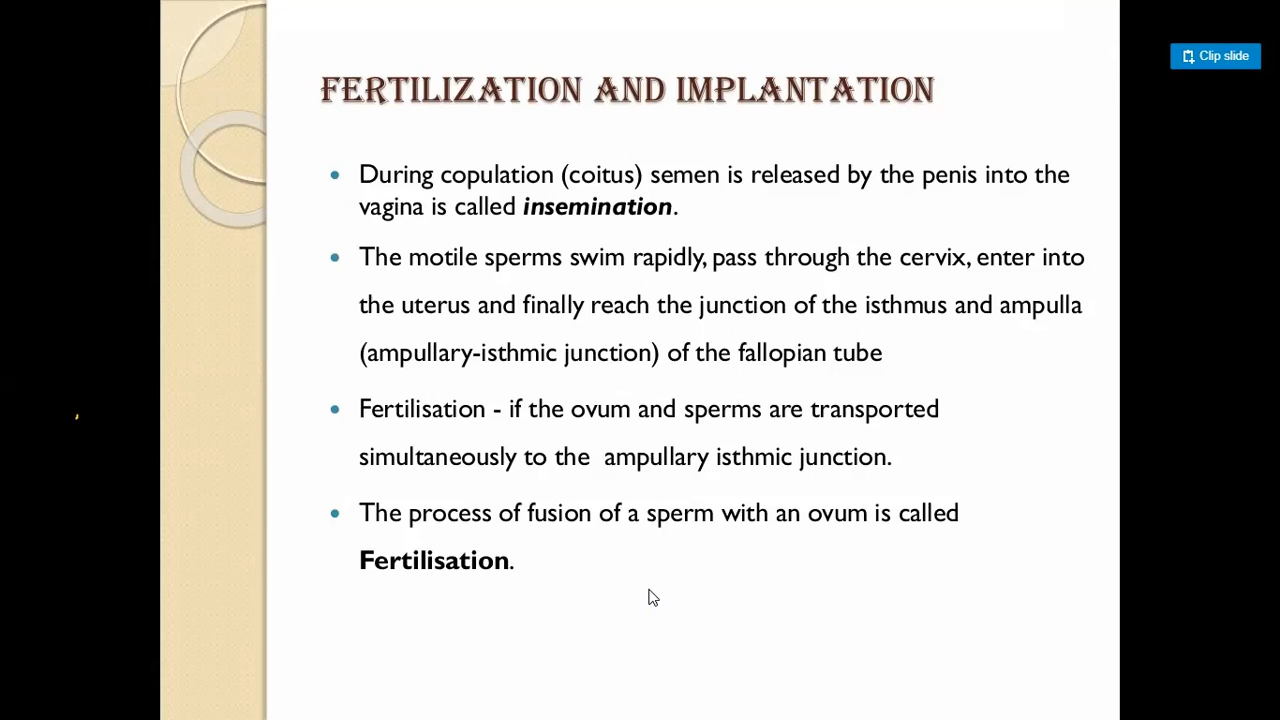 Clip slide
FERTILIZATION AND IMPLANTATION
• During copulation (coitus) semen is released by the penis into the
vagina is called insemination.
• The motile sperms swim rapidly, pass through the cervix, enter into
the uterus and finally reach the junction of the isthmus and ampulla
(ampullary-isthmic junction) of the fallopian tube
• Fertilisation - if the ovum and sperms are transported
simultaneously to the ampullary isthmic junction.
• The process of fusion of a sperm with an ovum is called
Fertilisation.